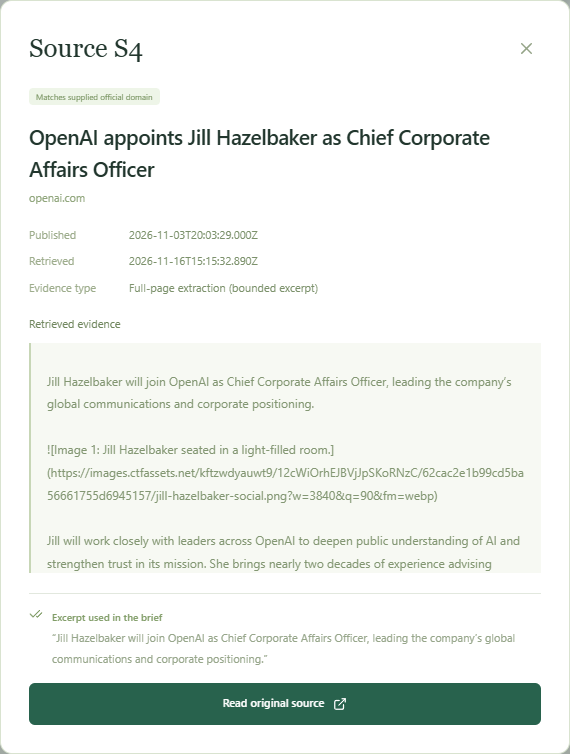 Source S4
Matches supplied official domain
OpenAI appoints Jill Hazelbaker as Chief Corporate
Affairs Officer
openai.com
Published 2026-11-03T20:03:29.000Z
Retrieved 2026-11-16T15:15:32.890Z
Evidence type Full-page extraction (bounded excerpt)
Retrieved evidence
Jill Hazelbaker will join OpenAI as Chief Corporate Affairs Officer, leading the company's
global communications and corporate positioning.
![Image 1: Jill Hazelbaker seated in a light-filled room.]
(https://images.ctfassets.net/kftzwdyauwt9/12cWiOrhEJBVjJpSKoRNzC/62cac2e1b99cd5ba
56661755d6945157/jill-hazelbaker-social.png?w=3840&q=90&fm=webp)
Jill will work closely with leaders across OpenAI to deepen public understanding of AI and
strengthen trust in its mission. She brings nearly two decades of experience advising
Excerpt used in the brief
"Jill Hazelbaker will join OpenAI as Chief Corporate Affairs Officer, leading the company's global
communications and corporate positioning."
Read original source